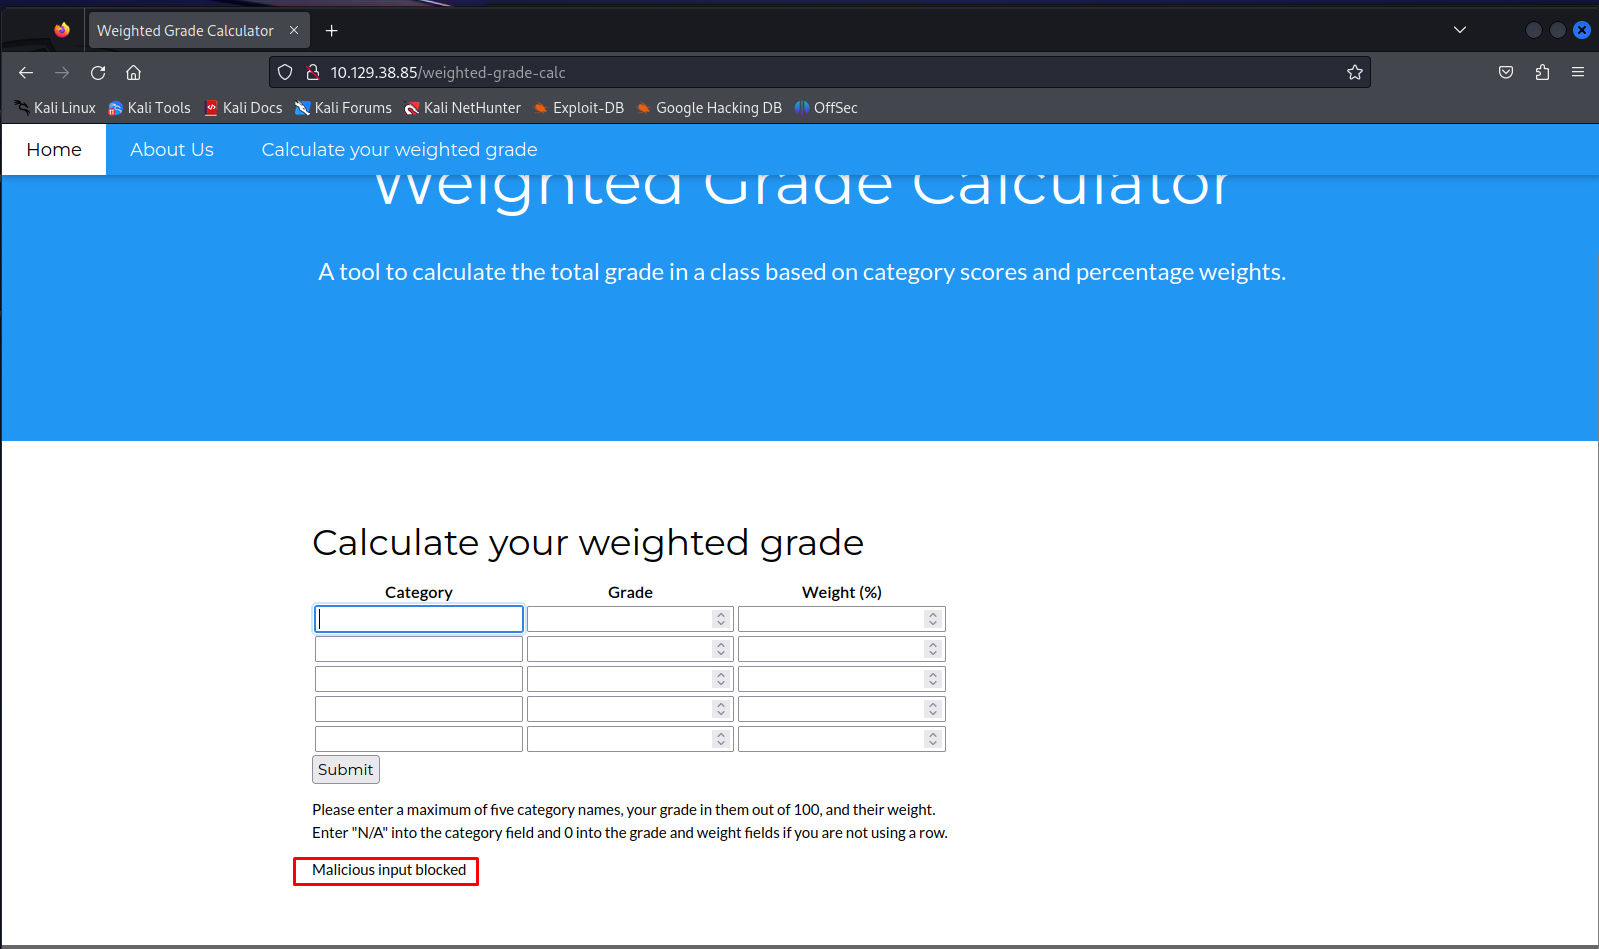 Weighted Grade Calculator
10.129.38.85/weighted-grade-calc
Kali Linux Kali Tools Kali Docs Kali Forums Kali NetHunter Exploit-DB Google Hacking DB OffSec
Home About Us Calculate your weighted grade
Weighted Grade Calculator
A tool to calculate the total grade in a class based on category scores and percentage weights.
Calculate your weighted grade
Category Grade Weight (%)
Submit
Please enter a maximum of five category names, your grade in them out of 100, and their weight.
Enter "N/A" into the category field and 0 into the grade and weight fields if you are not using a row.
Malicious input blocked